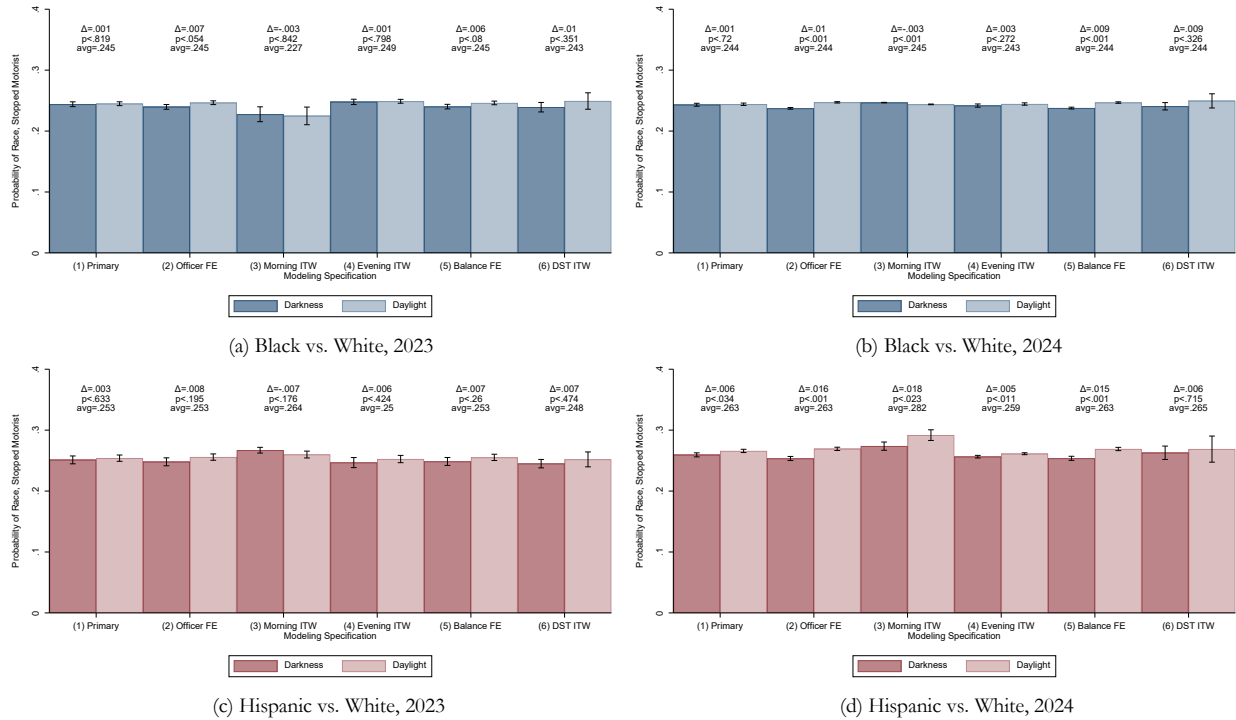 Probability of Race, Stopped Motorist
.4
.3
.2
.1
0
Δ=.001
p<.819
avg=.245
Δ=.007
p<.054
avg=.245
Δ=-.003
p<.842
avg=.227
Δ=.001
p<.798
avg=.249
Δ=.006
p<.08
avg=.245
Δ=.01
p<.351
avg=.243
(1) Primary (2) Officer FE (3) Morning ITW (4) Evening ITW (5) Balance FE (6) DST ITW
Modeling Specification
Darkness Daylight
(a) Black vs. White, 2023
Probability of Race, Stopped Motorist
.4
.3
.2
.1
0
Δ=.001
p<.72
avg=.244
Δ=.01
p<.001
avg=.244
Δ=-.003
p<.001
avg=.245
Δ=.003
p<.272
avg=.243
Δ=.009
p<.001
avg=.244
Δ=.009
p<.326
avg=.244
(1) Primary (2) Officer FE (3) Morning ITW (4) Evening ITW (5) Balance FE (6) DST ITW
Modeling Specification
Darkness Daylight
(b) Black vs. White, 2024
Probability of Race, Stopped Motorist
.4
.3
.2
.1
0
Δ=.003
p<.633
avg=.253
Δ=.008
p<.195
avg=.253
Δ=-.007
p<.176
avg=.264
Δ=.006
p<.424
avg=.25
Δ=.007
p<.26
avg=.253
Δ=.007
p<.474
avg=.248
(1) Primary (2) Officer FE (3) Morning ITW (4) Evening ITW (5) Balance FE (6) DST ITW
Modeling Specification
Darkness Daylight
(c) Hispanic vs. White, 2023
Probability of Race, Stopped Motorist
.4
.3
.2
.1
0
Δ=.006
p<.034
avg=.263
Δ=.016
p<.001
avg=.263
Δ=.018
p<.023
avg=.282
Δ=.005
p<.011
avg=.259
Δ=.015
p<.001
avg=.263
Δ=.006
p<.715
avg=.265
(1) Primary (2) Officer FE (3) Morning ITW (4) Evening ITW (5) Balance FE (6) DST ITW
Modeling Specification
Darkness Daylight
(d) Hispanic vs. White, 2024